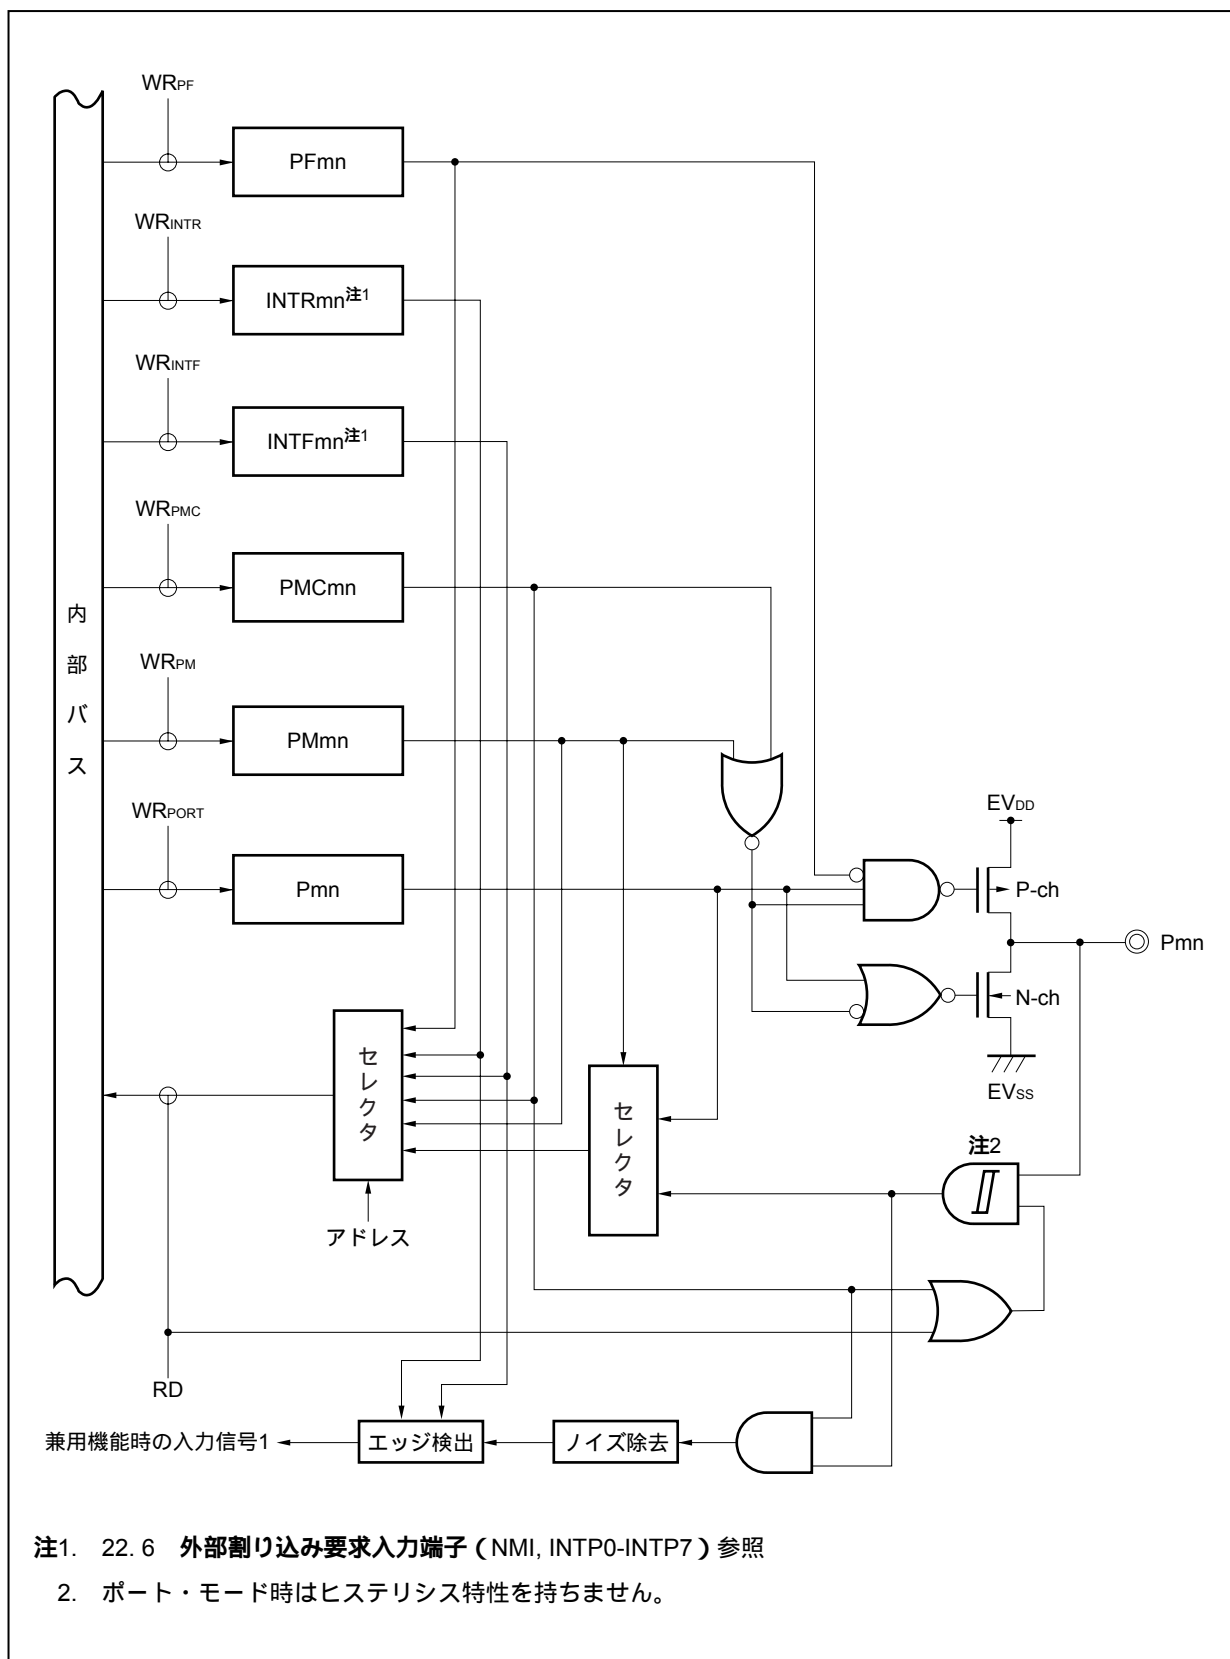 WRPF
PFmn
WRINTR
INTRmn注1
WRINTF
INTFmn注1
WRPMC
PMCmn
内部バス
WRPM
PMmn
WRPORT
Pmn
EVDD
P-ch
Pmn
N-ch
EVSS
セレクタ
セレクタ
注2
アドレス
RD
兼用機能時の入力信号1
エッジ検出
ノイズ除去
注1. 22. 6 外部割り込み要求入力端子（NMI, INTP0-INTP7）参照
2. ポート・モード時はヒステリシス特性を持ちません。